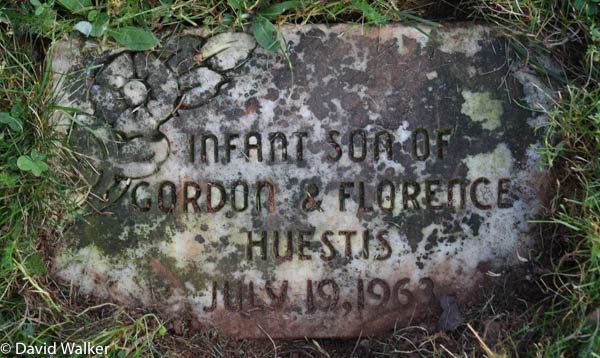 INFANT SON OF
GORDON & FLORENCE
HUESTIS
JULY 19, 1963
©David Walker